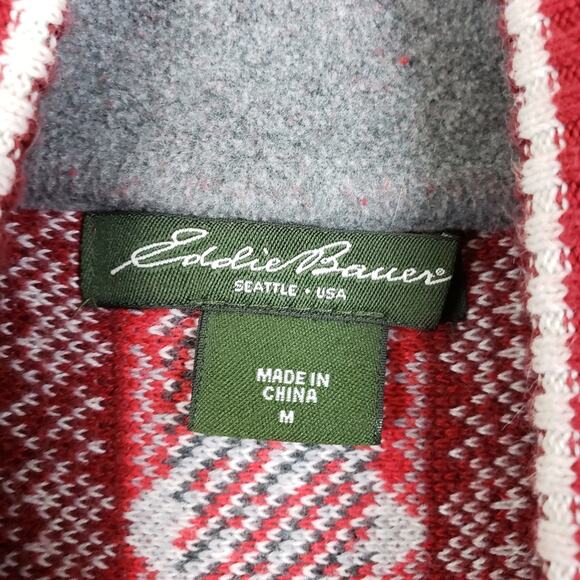 Eddie Bauer®
SEATTLE · USA
MADE IN
CHINA
M